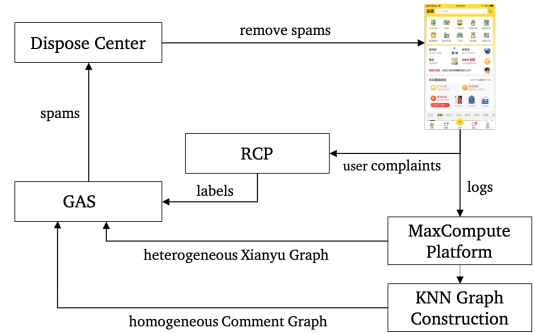 Dispose Center
remove spams
spams
RCP
user complaints
labels
logs
GAS
MaxCompute
Platform
heterogeneous Xianyu Graph
KNN Graph
Construction
homogeneous Comment Graph